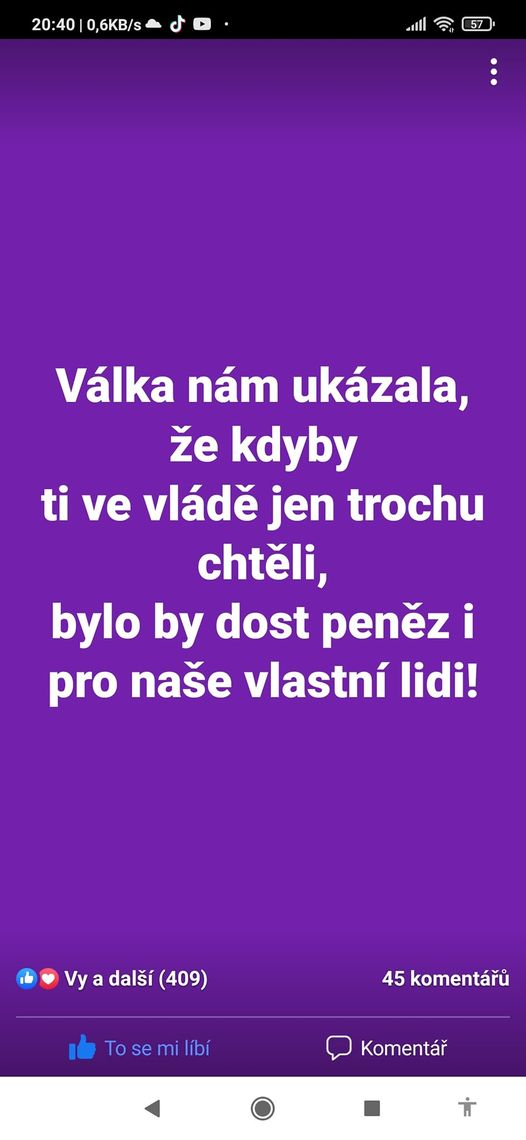 20:40 | 0,6KB/s
57
Válka nám ukázala,
že kdyby
ti ve vládě jen trochu
chtěli,
bylo by dost peněz i
pro naše vlastní lidi!
Vy a další (409) 45 komentářů
To se mi líbí Komentář